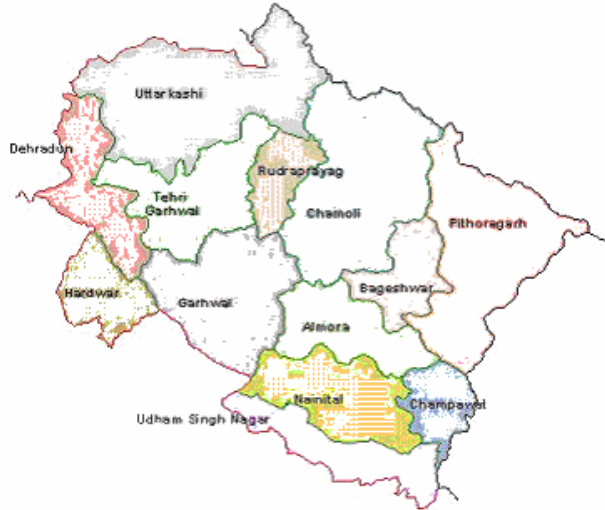 Uttarkashi
Dehradun
Rudraprayag
Tehri
Garhwal
Chamoli
Pithoragarh
Hardwar
Garhwal
Bageshwar
Almora
Nainital
Champawat
Udham Singh Nagar